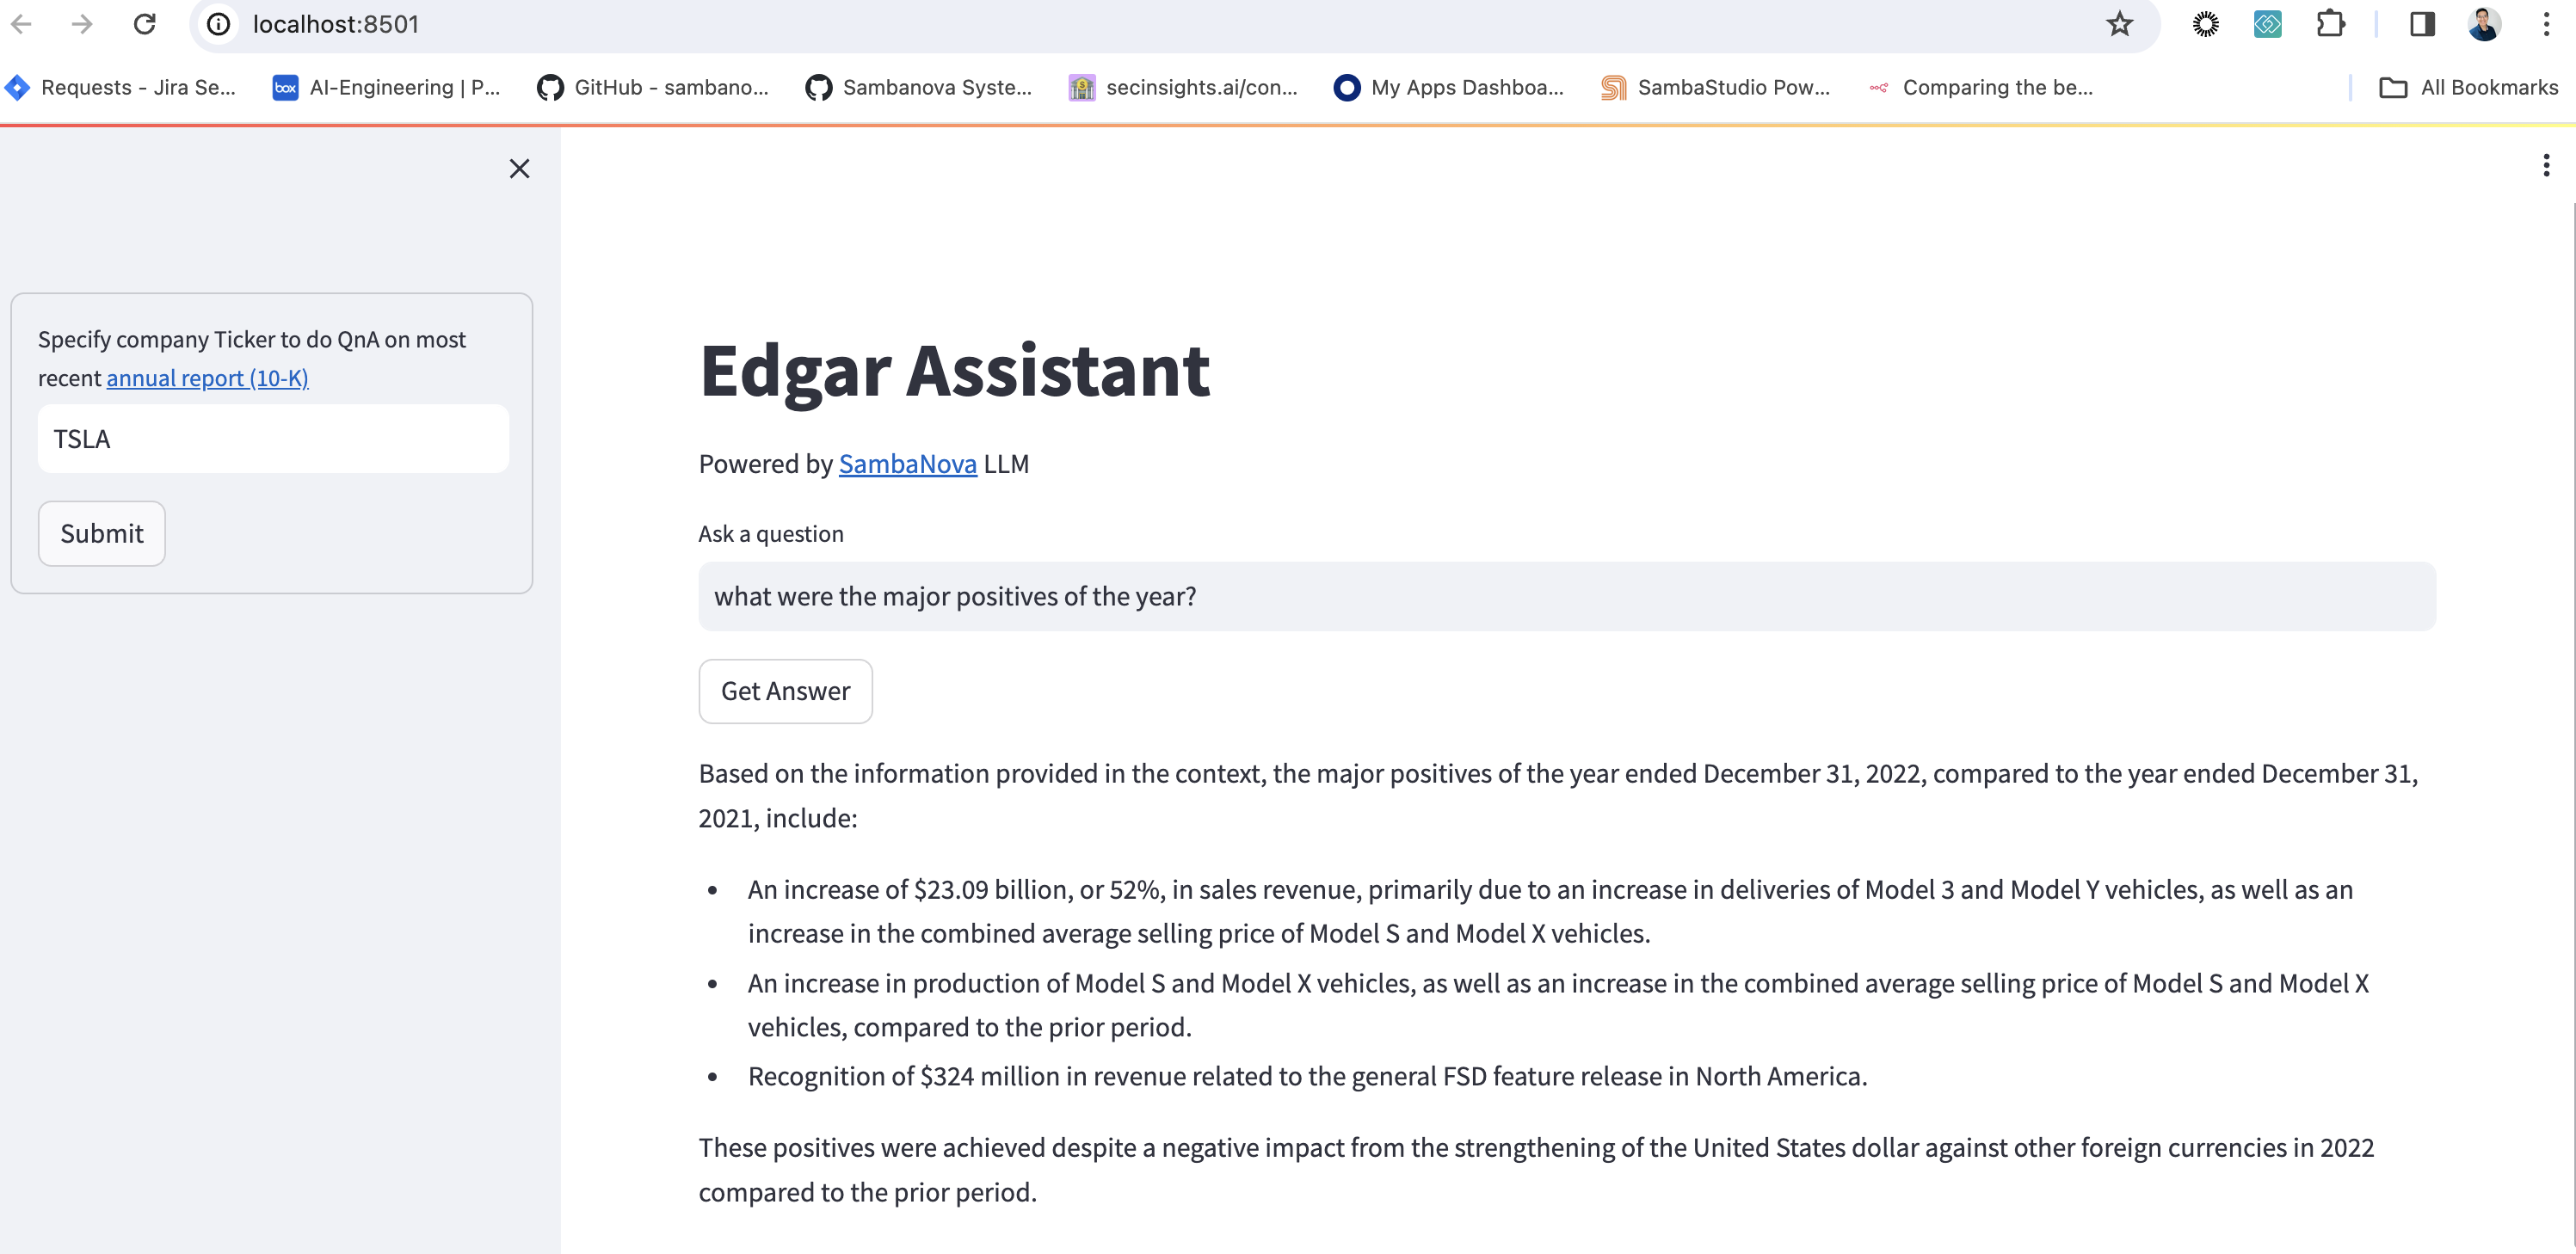 localhost:8501
Requests - Jira Se... box AI-Engineering | P... GitHub - sambano... Sambanova Syste... secinsights.ai/con... My Apps Dashboa... SambaStudio Pow... Comparing the be... All Bookmarks
Specify company Ticker to do QnA on most
recent annual report (10-K)
TSLA
Submit
Edgar Assistant
Powered by SambaNova LLM
Ask a question
what were the major positives of the year?
Get Answer
Based on the information provided in the context, the major positives of the year ended December 31, 2022, compared to the year ended December 31,
2021, include:
• An increase of $23.09 billion, or 52%, in sales revenue, primarily due to an increase in deliveries of Model 3 and Model Y vehicles, as well as an
increase in the combined average selling price of Model S and Model X vehicles.
• An increase in production of Model S and Model X vehicles, as well as an increase in the combined average selling price of Model S and Model X
vehicles, compared to the prior period.
• Recognition of $324 million in revenue related to the general FSD feature release in North America.
These positives were achieved despite a negative impact from the strengthening of the United States dollar against other foreign currencies in 2022
compared to the prior period.